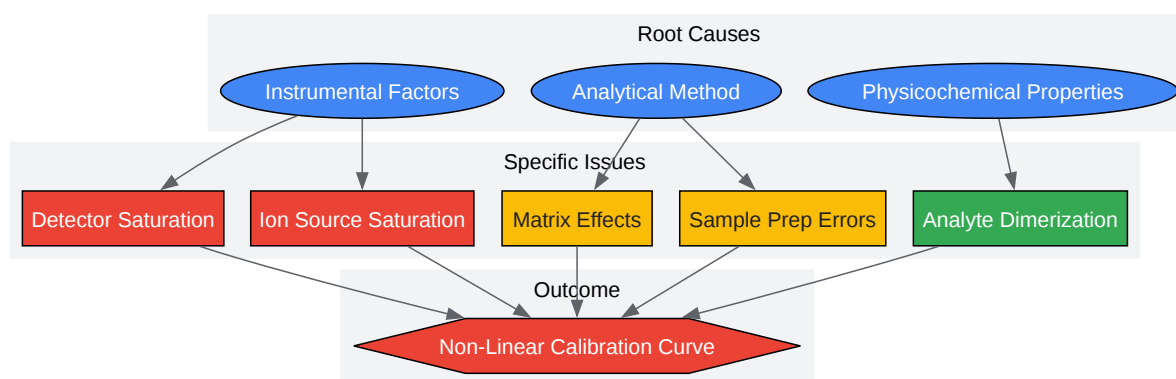 Root Causes
Instrumental Factors
Analytical Method
Physicochemical Properties
Specific Issues
Detector Saturation
Ion Source Saturation
Matrix Effects
Sample Prep Errors
Analyte Dimerization
Outcome
Non-Linear Calibration Curve